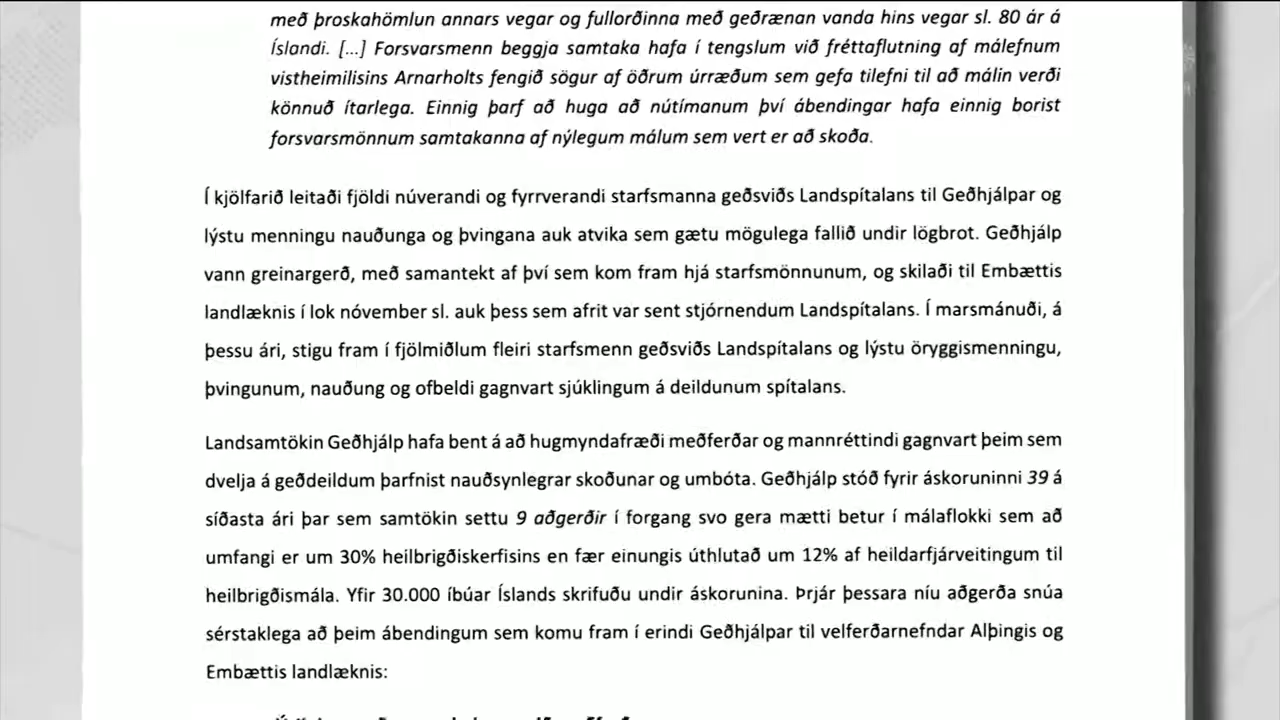 með þroskahömlun annars vegar og fullorðinna með geðrænan vanda hins vegar sl. 80 ár á
Íslandi. [...] Forsvarsmenn beggja samtaka hafa í tengslum við fréttaflutning af málefnum
vistheimilisins Arnarholts fengið sögur af öðrum úrræðum sem gefa tilefni til að málin verði
könnuð ítarlega. Einnig þarf að huga að nútímanum því ábendingar hafa einnig borist
forsvarsmönnum samtakanna af nýlegum málum sem vert er að skoða.
Í kjölfarið leitaði fjöldi núverandi og fyrrverandi starfsmanna geðsviðs Landspítalans til Geðhjálpar og
lýstu menningu nauðunga og þvingana auk atvika sem gætu mögulega fallið undir lögbrot. Geðhjálp
vann greinargerð, með samantekt af því sem kom fram hjá starfsmönnunum, og skilaði til Embættis
landlæknis í lok nóvember sl. auk þess sem afrit var sent stjórnendum Landspítalans. Í marsmánuði, á
þessu ári, stigu fram í fjölmiðlum fleiri starfsmenn geðsviðs Landspítalans og lýstu öryggismenningu,
þvingunum, nauðung og ofbeldi gagnvart sjúklingum á deildunum spítalans.
Landsamtökin Geðhjálp hafa bent á að hugmyndafræði meðferðar og mannréttindi gagnvart þeim sem
dvelja á geðdeildum þarfnist nauðsynlegrar skoðunar og umbóta. Geðhjálp stóð fyrir áskoruninni 39 á
síðasta ári þar sem samtökin settu 9 aðgerðir í forgang svo gera mætti betur í málaflokki sem að
umfangi er um 30% heilbrigðiskerfisins en fær einungis úthlutað um 12% af heildarfjárveitingum til
heilbrigðismála. Yfir 30.000 íbúar Íslands skrifuðu undir áskorunina. Þrjár þessara níu aðgerða snúa
sérstaklega að þeim ábendingum sem komu fram í erindi Geðhjálpar til velferðarnefndar Alþingis og
Embættis landlæknis: